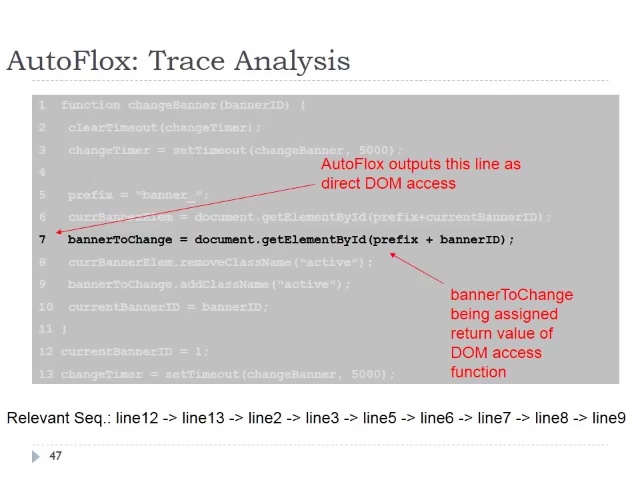 AutoFlox: Trace Analysis
1 function changeBanner(bannerID) {
2 clearTimeout(changeTimer);
3 changeTimer = setTimeout(changeBanner, 5000);
AutoFlox outputs this line as
direct DOM access
4
5 prefix = “banner_”;
6 currBannerElem = document.getElementById(prefix+currentBannerID);
7 bannerToChange = document.getElementById(prefix + bannerID);
8 currBannerElem.removeClassName(“active”);
9 bannerToChange.addClassName(“active”);
10 currentBannerID = bannerID;
11 }
12 currentBannerID = 1;
13 changeTimer = setTimeout(changeBanner, 5000);
bannerToChange
being assigned
return value of
DOM access
function
Relevant Seq.: line12 -> line13 -> line2 -> line3 -> line5 -> line6 -> line7 -> line8 -> line9
47